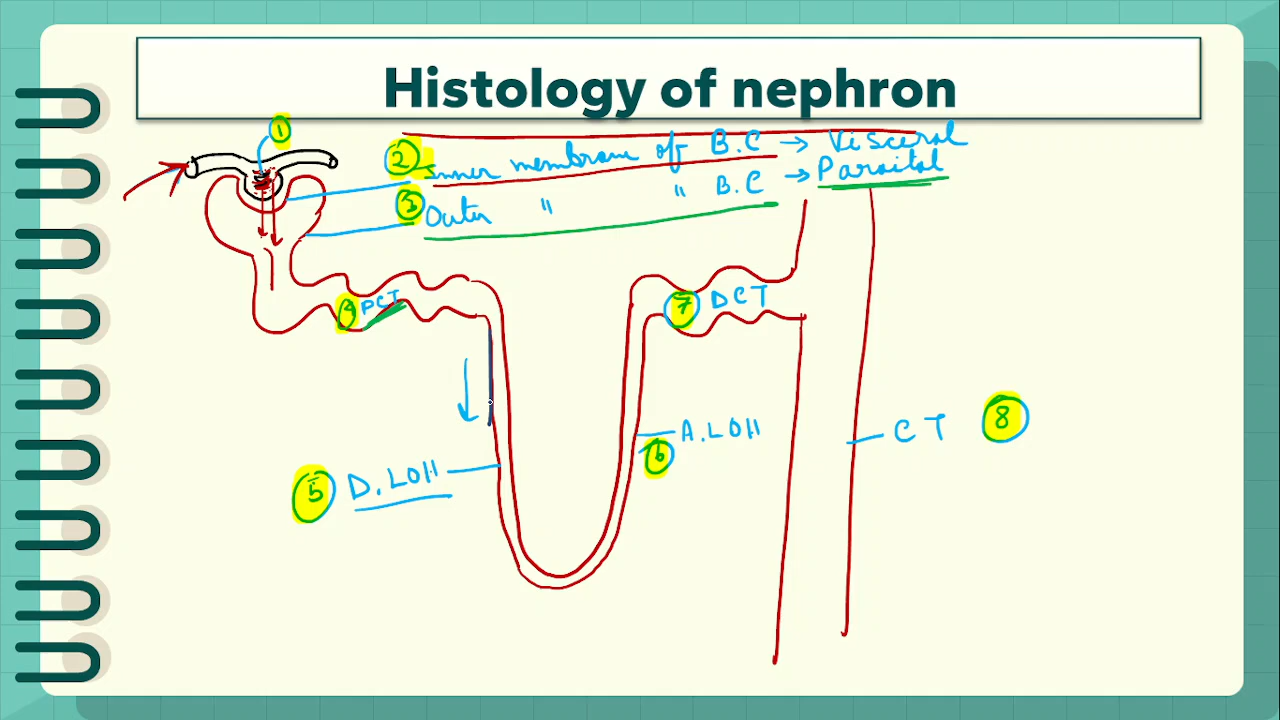 Histology of nephron
1
2 Inner membrane of B.C → Visceral
3 Outer " " B.C → Paraital
4 PCT
7 DCT
6 A.LOH
5 D.LOH
CT 8